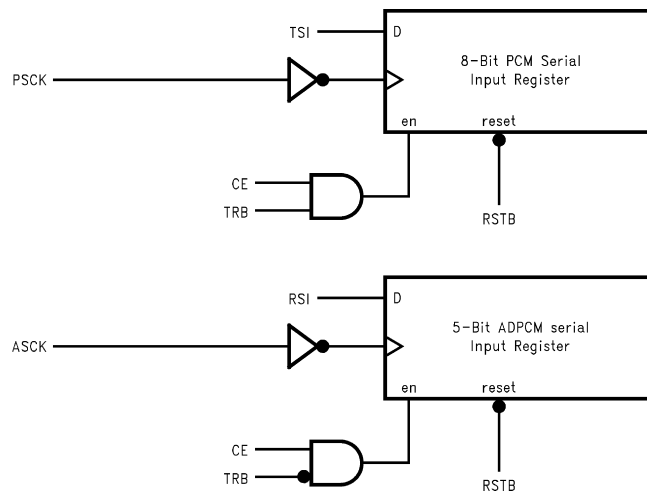 TSI
D
8-Bit PCM Serial
Input Register
PSCK
en
reset
CE
TRB
RSTB
RSI
D
5-Bit ADPCM serial
Input Register
ASCK
en
reset
CE
TRB
RSTB